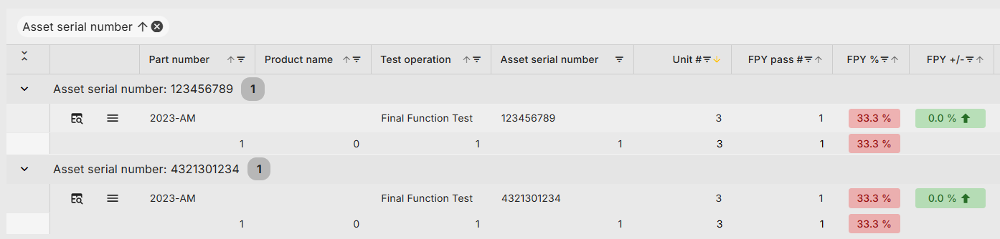 Asset serial number
Part number Product name Test operation Asset serial number Unit # FPY pass # FPY % FPY +/-
Asset serial number: 123456789 1
2023-AM Final Function Test 123456789 3 1 33.3 % 0.0 %
1 0 1 1 3 1 33.3 %
Asset serial number: 4321301234 1
2023-AM Final Function Test 4321301234 3 1 33.3 % 0.0 %
1 0 1 1 3 1 33.3 %